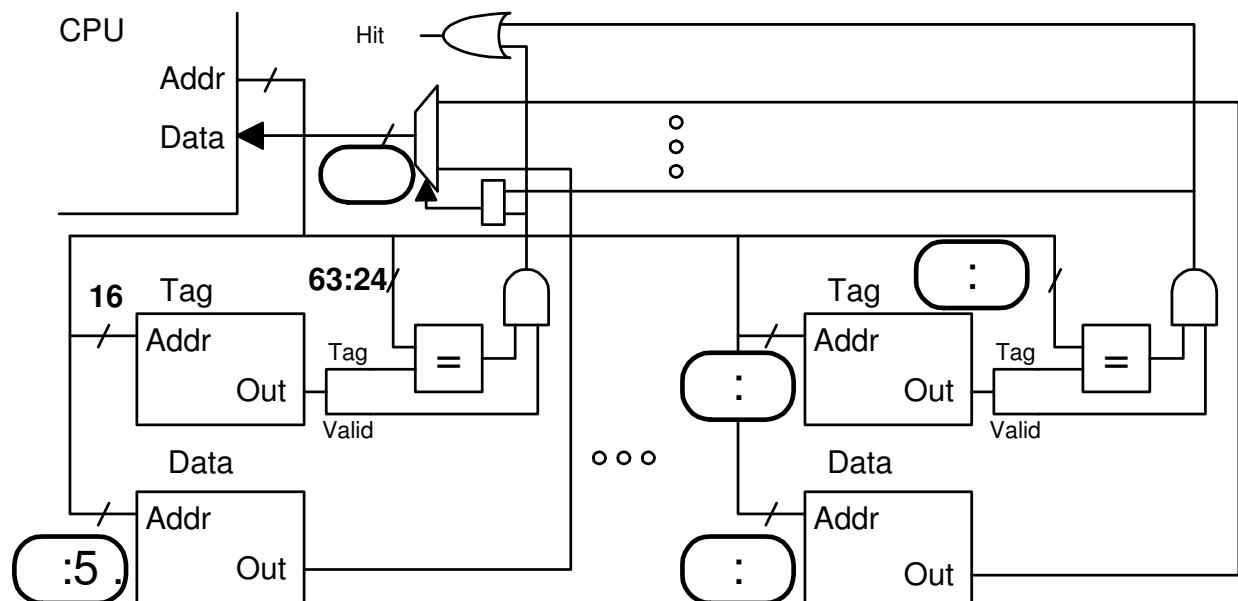 CPU
Hit
Addr
Data
63:24
:
16
Tag
Tag
Addr
Tag
=
Out
Valid
:
Addr
Tag
=
Out
Valid
Data
Data
Addr
Addr
:5 .
Out
:
Out